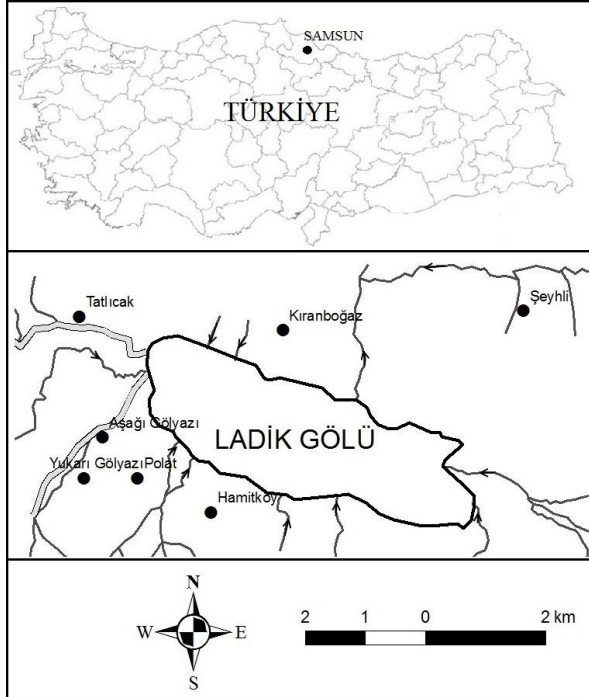 SAMSUN
TÜRKİYE
Tatlıcak
Kıranboğaz
Şeyhli
Aşağı Gölyazı
LADİK GÖLÜ
Yukarı Gölyazı
Polat
Hamitköy
N
W
E
S
2 1 0 2 km